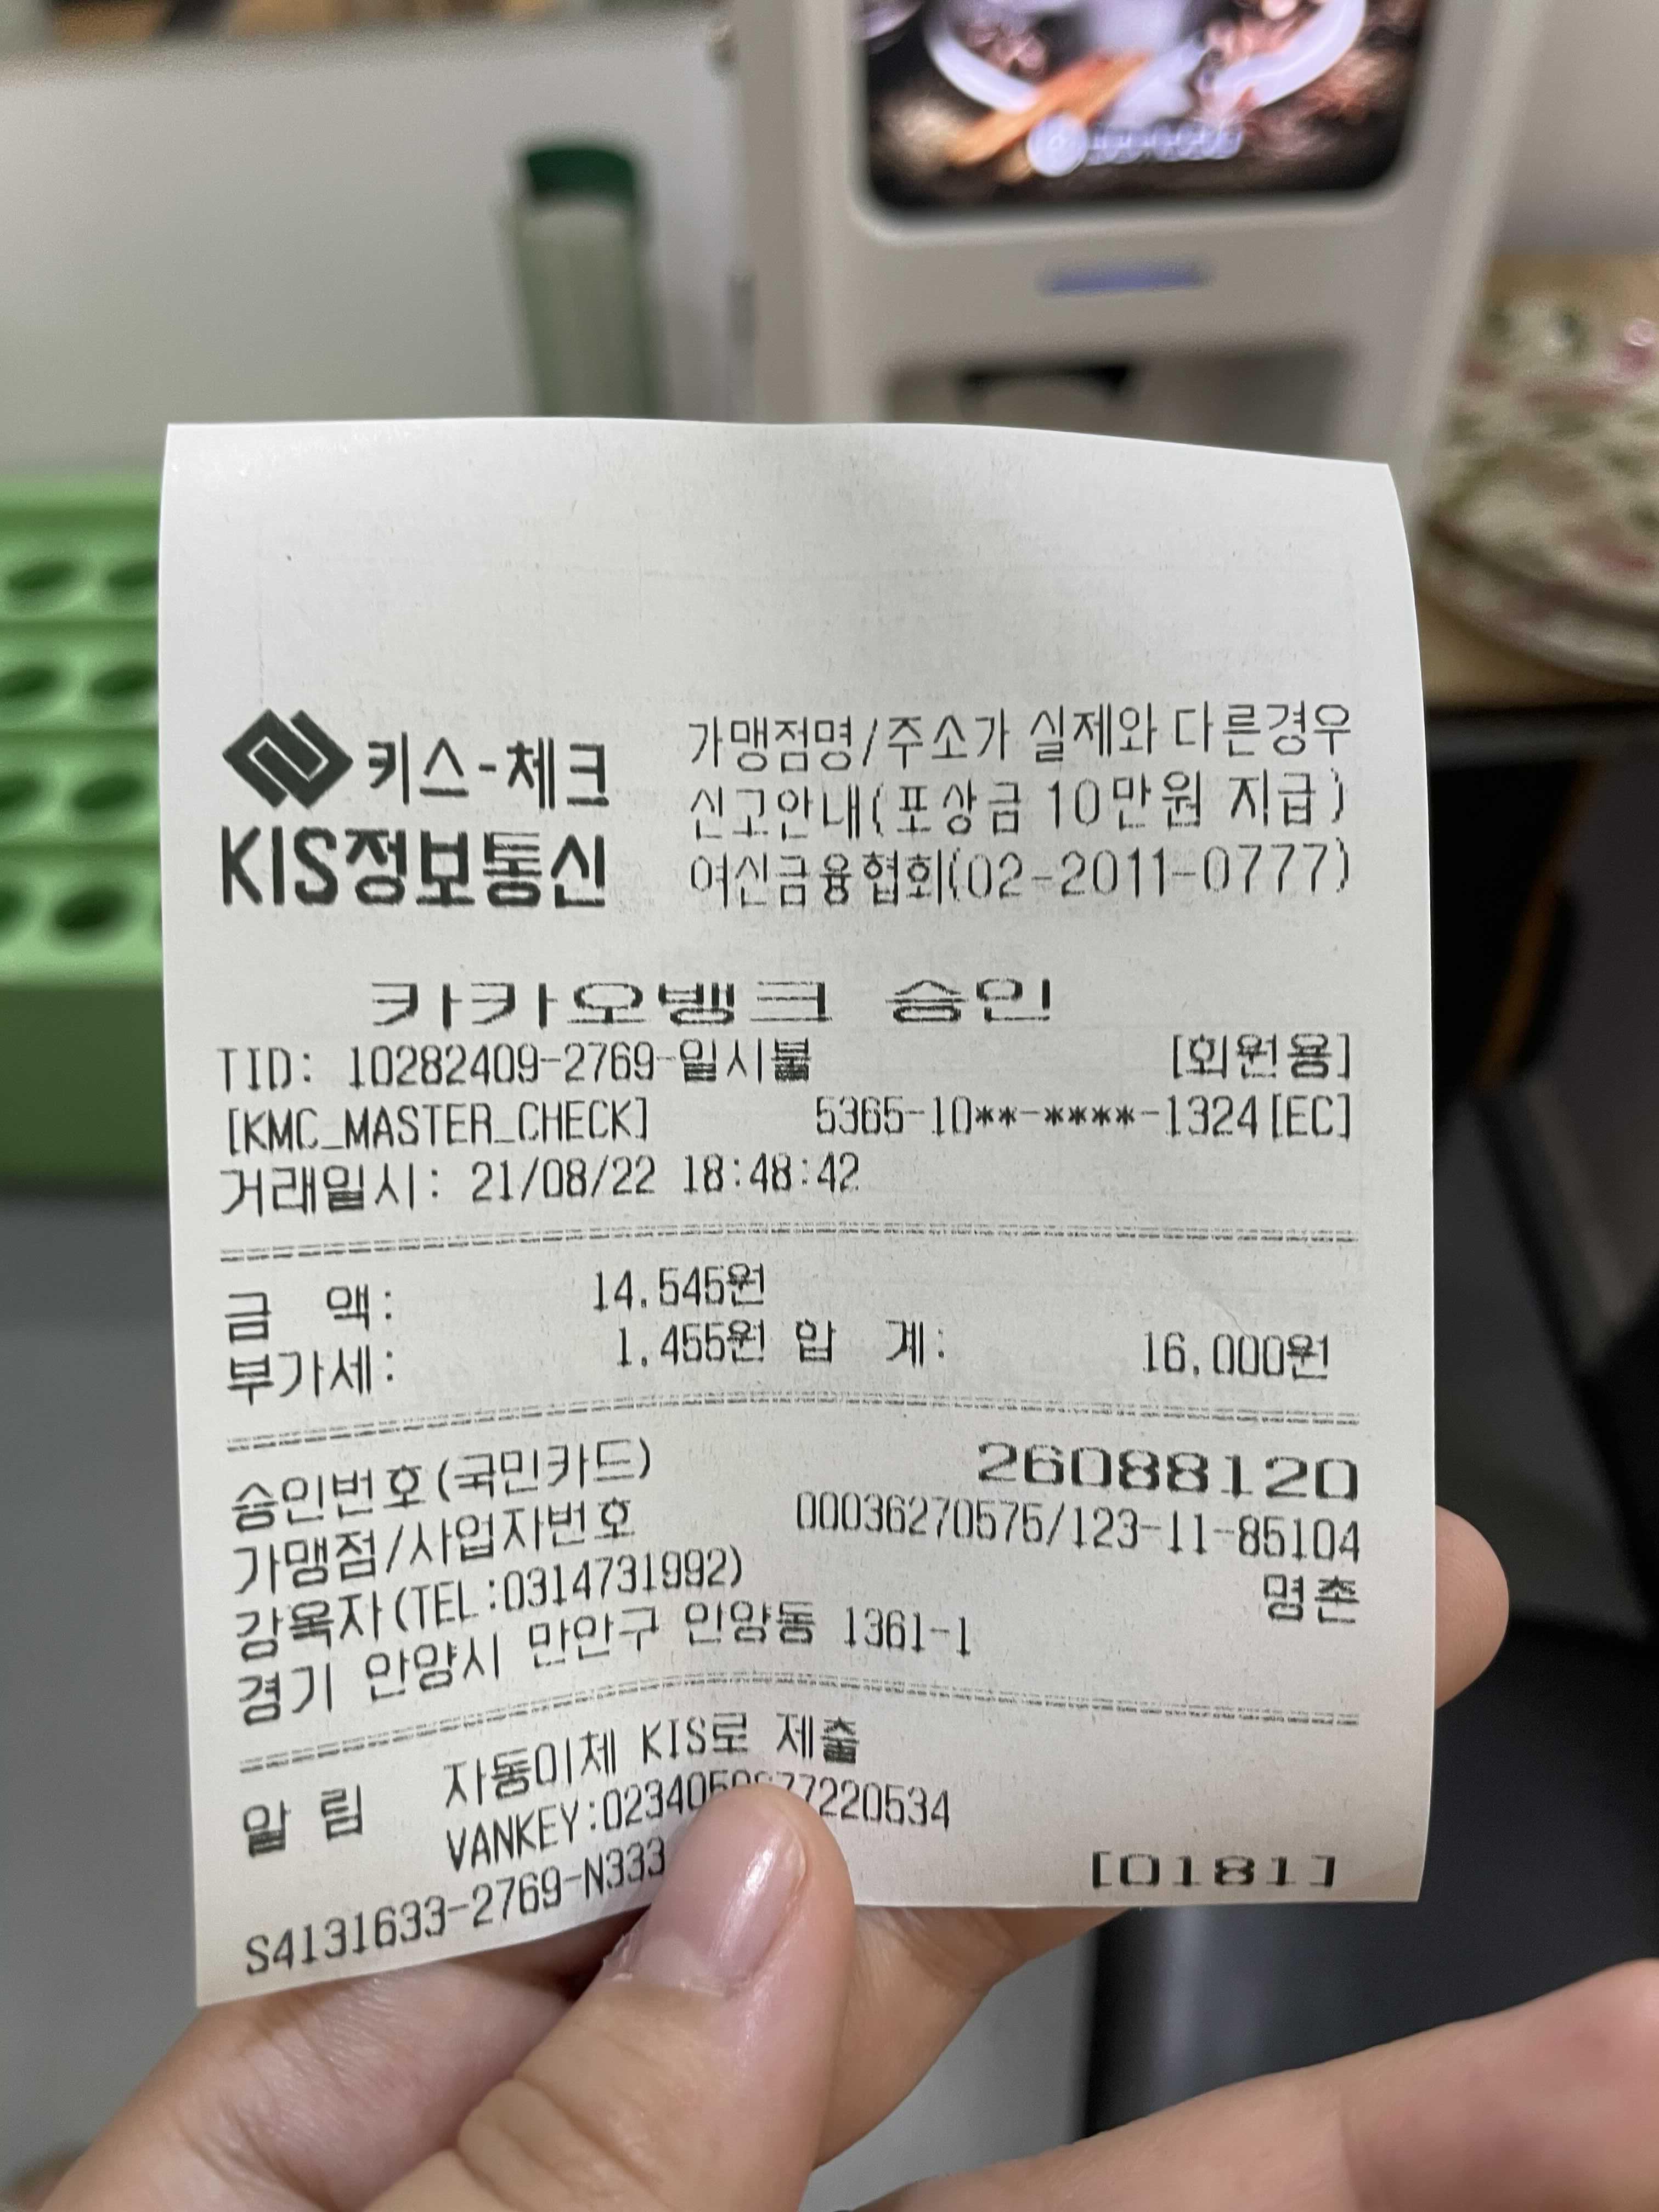 키스-체크
KIS정보통신
가맹점명/주소가 실제와 다른경우
신고안내(포상금 10만원 지급)
여신금융협회(02-2011-0777)
카카오뱅크 승인
TID: 10282409-2769-일시불 [회원용]
[KMC_MASTER_CHECK] 5365-10**-****-1324[EC]
거래일시: 21/08/22 18:48:42
금 액: 14,545원
부가세: 1,455원 합 계: 16,000원
승인번호(국민카드) 26088120
가맹점/사업자번호 00036270575/123-11-85104
강옥자(TEL:0314731992) 명촌
경기 안양시 만안구 안양동 1361-1
알 림 자동이체 KIS로 제출
S4131633-2769-N333 [0181]